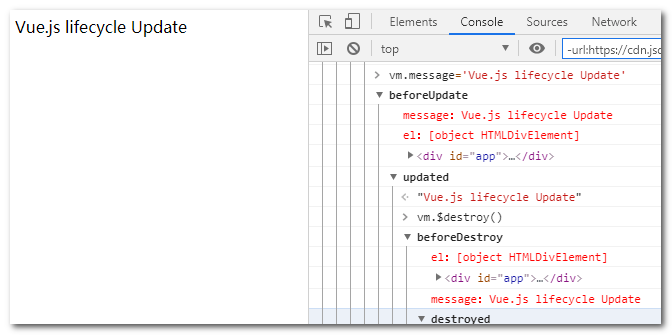 Vue.js lifecycle Update
Elements Console Sources Network
top -url:https://cdn.jsd
vm.message='Vue.js lifecycle Update'
beforeUpdate
message: Vue.js lifecycle Update
el: [object HTMLDivElement]
<div id="app">…</div>
updated
"Vue.js lifecycle Update"
vm.$destroy()
beforeDestroy
el: [object HTMLDivElement]
<div id="app">…</div>
message: Vue.js lifecycle Update
destroyed